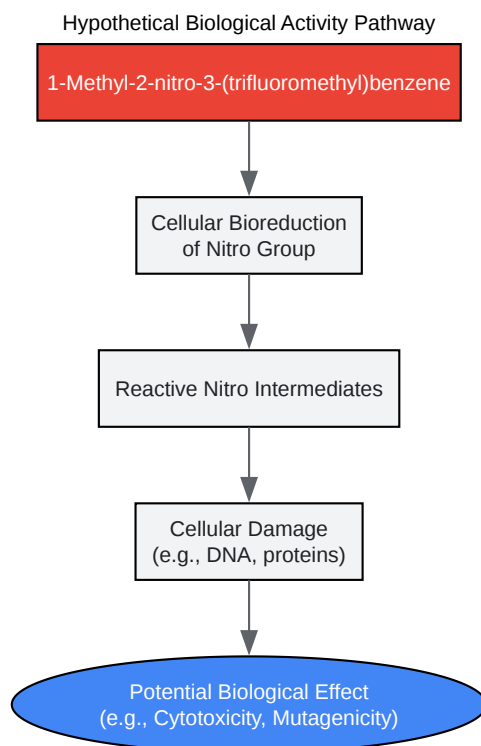 Hypothetical Biological Activity Pathway
1-Methyl-2-nitro-3-(trifluoromethyl)benzene
Cellular Bioreduction
of Nitro Group
Reactive Nitro Intermediates
Cellular Damage
(e.g., DNA, proteins)
Potential Biological Effect
(e.g., Cytotoxicity, Mutagenicity)